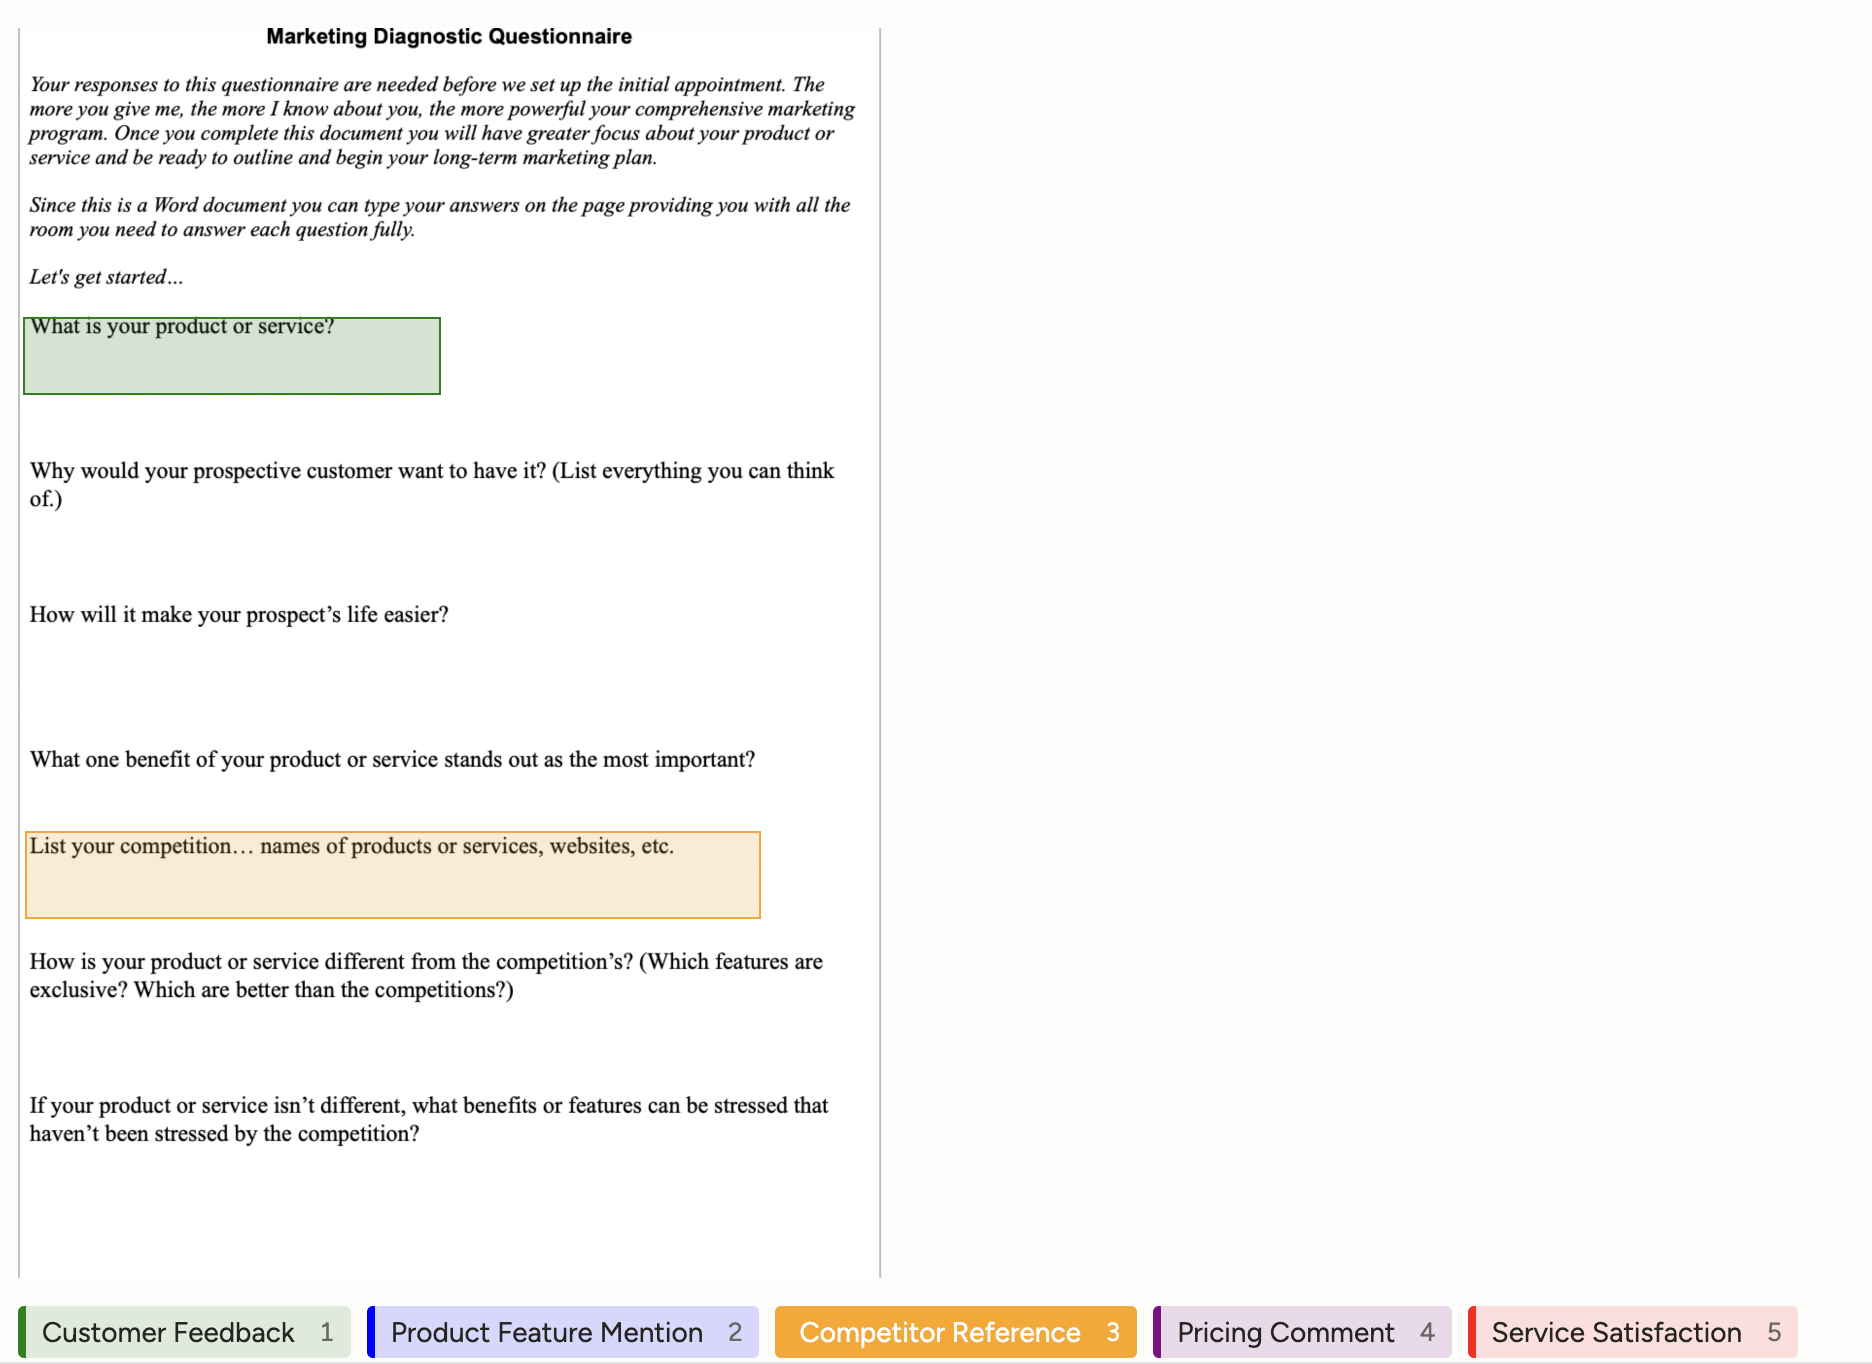 Marketing Diagnostic Questionnaire
Your responses to this questionnaire are needed before we set up the initial appointment. The
more you give me, the more I know about you, the more powerful your comprehensive marketing
program. Once you complete this document you will have greater focus about your product or
service and be ready to outline and begin your long-term marketing plan.
Since this is a Word document you can type your answers on the page providing you with all the
room you need to answer each question fully.
Let's get started…
What is your product or service?
Why would your prospective customer want to have it? (List everything you can think
of.)
How will it make your prospect’s life easier?
What one benefit of your product or service stands out as the most important?
List your competition… names of products or services, websites, etc.
How is your product or service different from the competition’s? (Which features are
exclusive? Which are better than the competitions?)
If your product or service isn’t different, what benefits or features can be stressed that
haven’t been stressed by the competition?
Customer Feedback 1 Product Feature Mention 2 Competitor Reference 3 Pricing Comment 4 Service Satisfaction 5